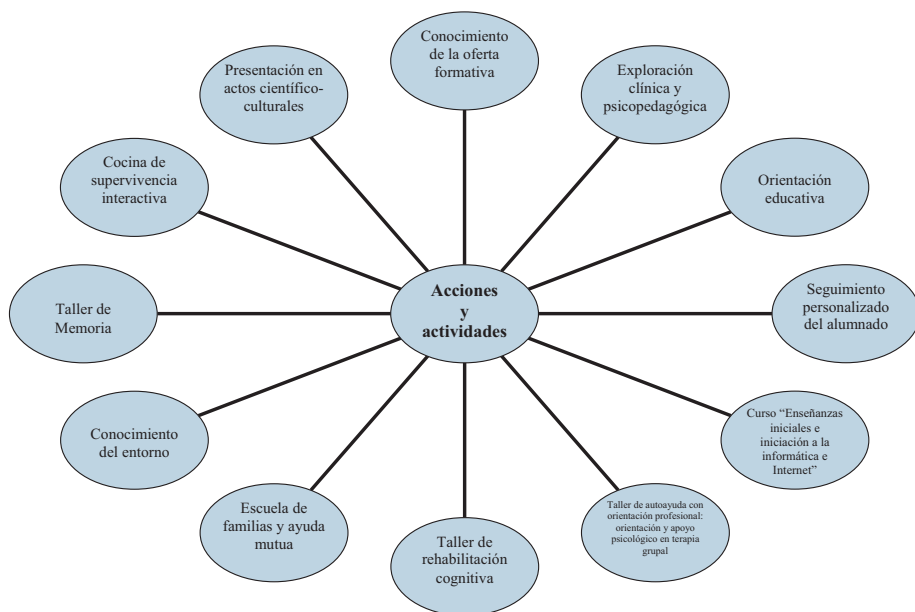 Conocimiento
de la oferta
formativa
Presentación en
actos científico-
culturales
Exploración
clínica y
psicopedagógica
Cocina de
supervivencia
interactiva
Orientación
educativa
Taller de
Memoria
Acciones
y
actividades
Seguimiento
personalizado
del alumnado
Conocimiento
del entorno
Curso “Enseñanzas
iniciales e
iniciación a la
informática e
Internet”
Escuela de
familias y ayuda
mutua
Taller de
rehabilitación
cognitiva
Taller de autoayuda con
orientación profesional:
orientación y apoyo
psicológico en terapia
grupal